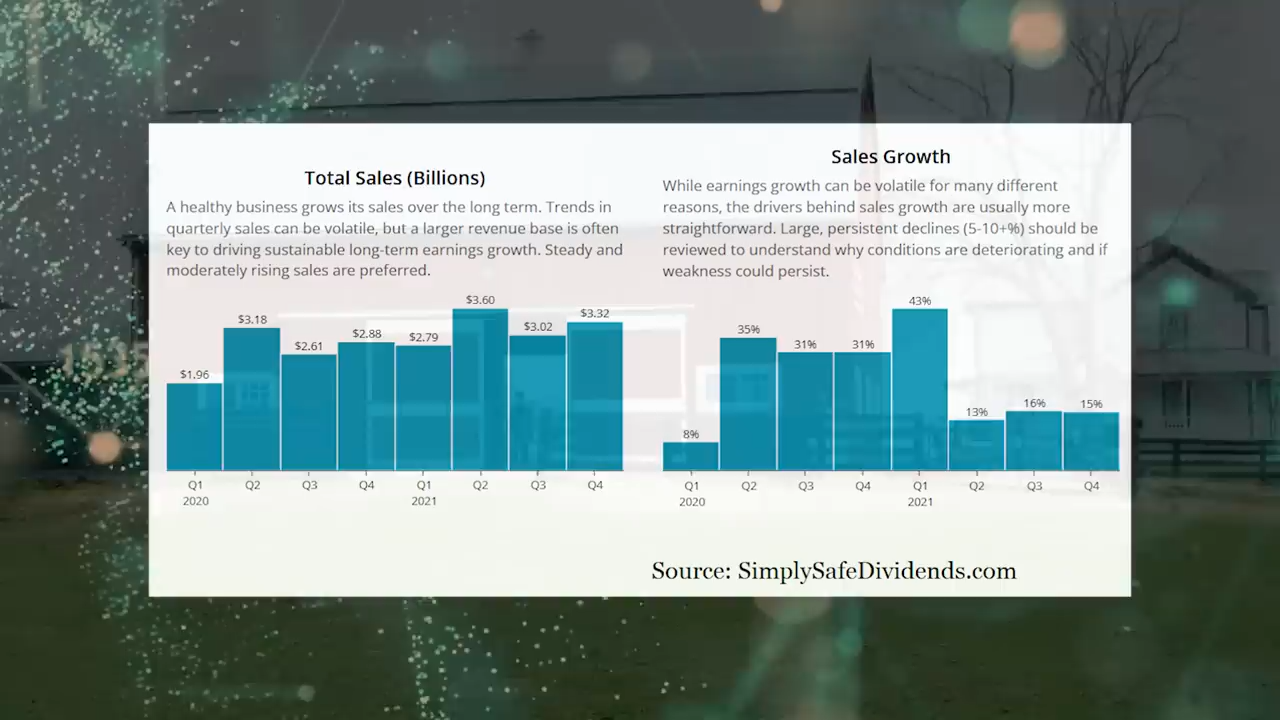 Total Sales (Billions)
A healthy business grows its sales over the long term. Trends in
quarterly sales can be volatile, but a larger revenue base is often
key to driving sustainable long-term earnings growth. Steady and
moderately rising sales are preferred.
$1.96
$3.18
$2.61
$2.88
$2.79
$3.60
$3.02
$3.32
Q1
Q2
Q3
Q4
Q1
Q2
Q3
Q4
2020
2021
Sales Growth
While earnings growth can be volatile for many different
reasons, the drivers behind sales growth are usually more
straightforward. Large, persistent declines (5-10+%) should be
reviewed to understand why conditions are deteriorating and if
weakness could persist.
8%
35%
31%
31%
43%
13%
16%
15%
Q1
Q2
Q3
Q4
Q1
Q2
Q3
Q4
2020
2021
Source: SimplySafeDividends.com